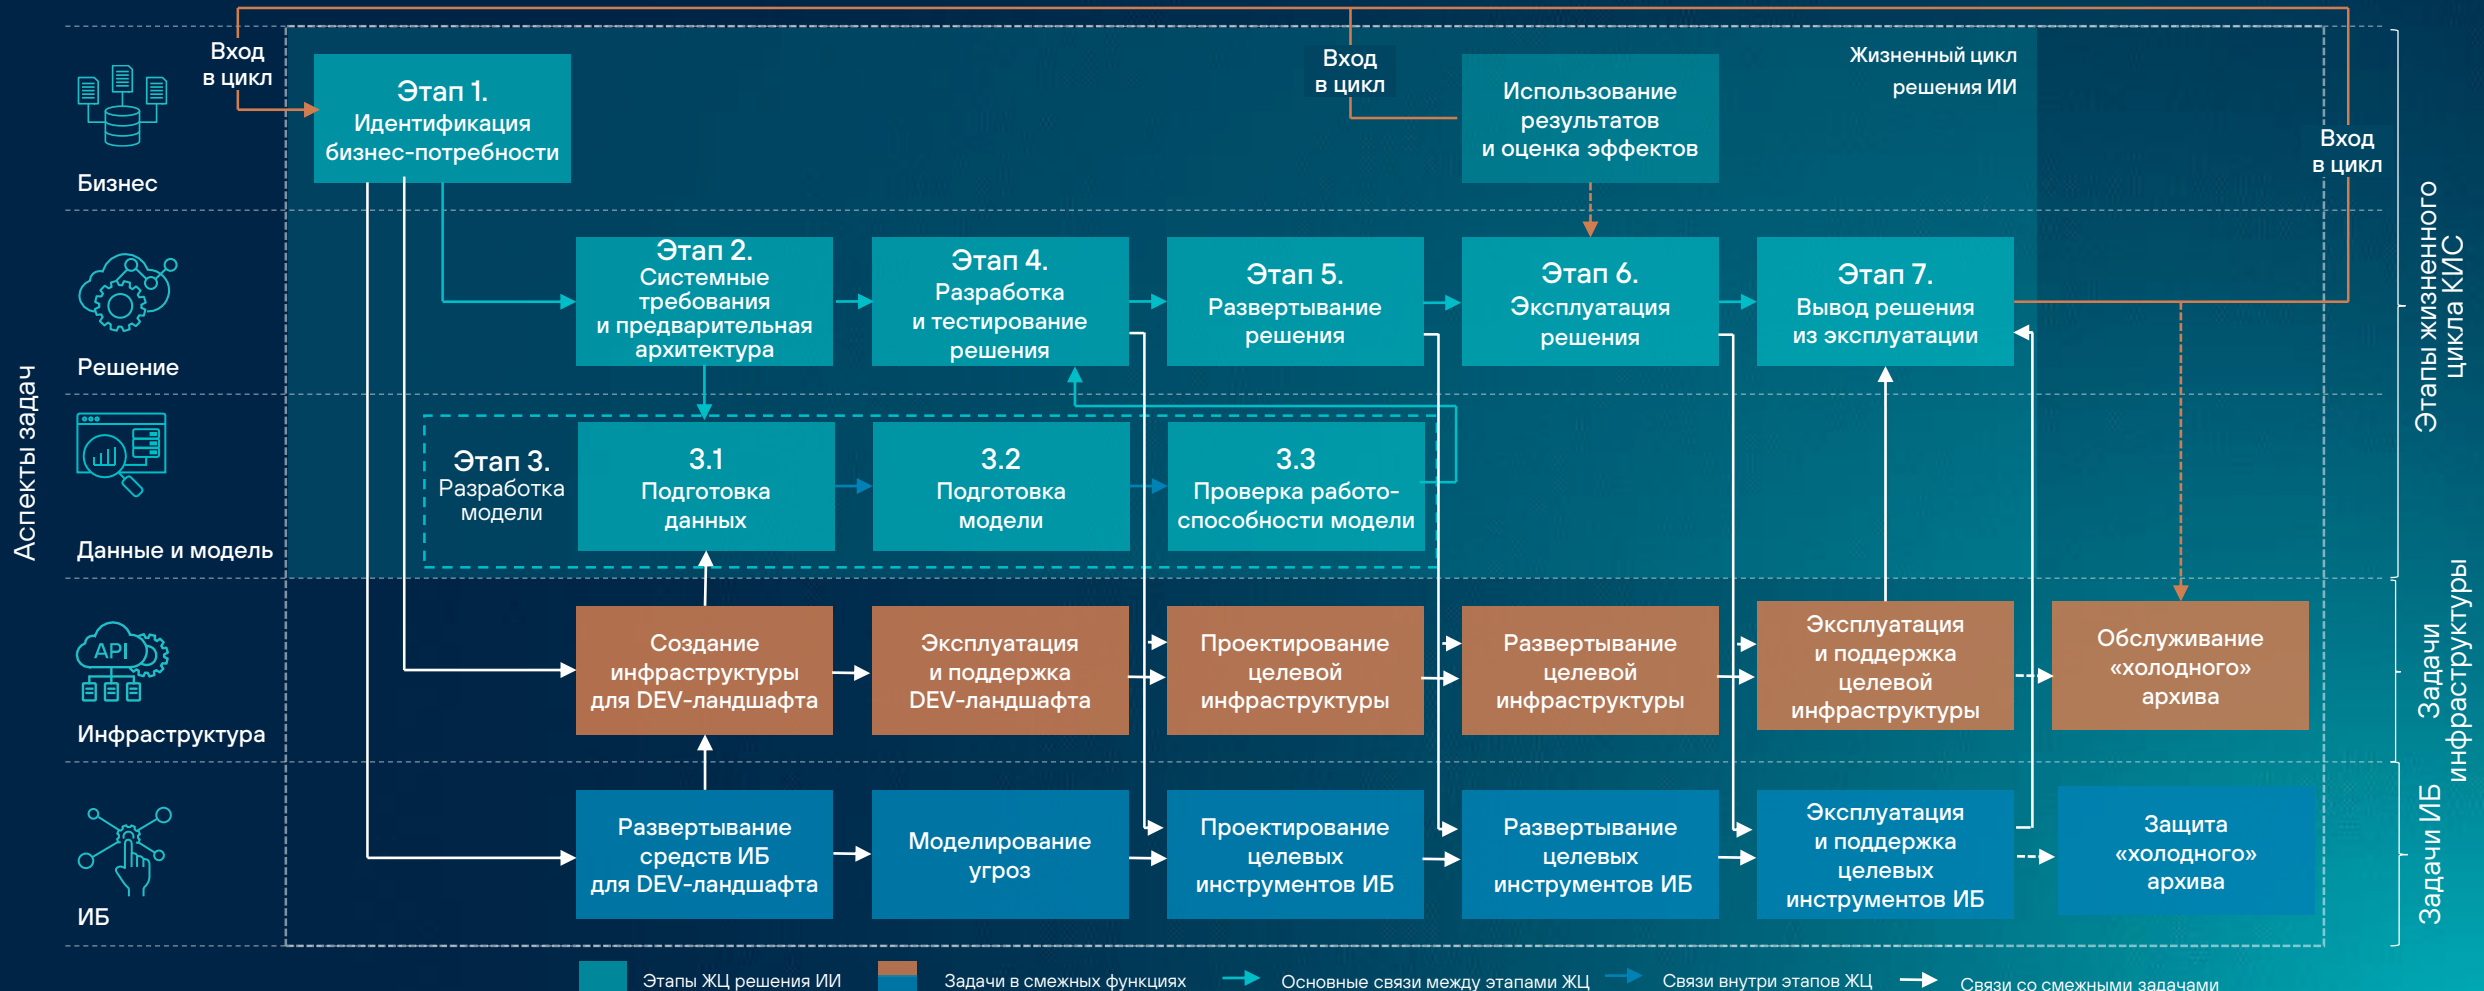 Вход
в цикл
Вход
в цикл
Вход
в цикл
Жизненный цикл
решения ИИ
Аспекты задач
Бизнес
Этап 1.
Идентификация
бизнес-потребности
Использование
результатов
и оценка эффектов
Решение
Этап 2.
Системные
требования
и предварительная
архитектура
Этап 4.
Разработка
и тестирование
решения
Этап 5.
Развертывание
решения
Этап 6.
Эксплуатация
решения
Этап 7.
Вывод решения
из эксплуатации
Данные и модель
Этап 3.
Разработка
модели
3.1
Подготовка
данных
3.2
Подготовка
модели
3.3
Проверка работо-
способности модели
Этапы жизненного
цикла КИС
API
Инфраструктура
Создание
инфраструктуры
для DEV-ландшафта
Эксплуатация
и поддержка
DEV-ландшафта
Проектирование
целевой
инфраструктуры
Развертывание
целевой
инфраструктуры
Эксплуатация
и поддержка
целевой
инфраструктуры
Обслуживание
«холодного»
архива
Задачи
инфраструктуры
ИБ
Развертывание
средств ИБ
для DEV-ландшафта
Моделирование
угроз
Проектирование
целевых
инструментов ИБ
Развертывание
целевых
инструментов ИБ
Эксплуатация
и поддержка
целевых
инструментов ИБ
Защита
«холодного»
архива
Задачи ИБ
Этапы ЖЦ решения ИИ
Задачи в смежных функциях
Основные связи между этапами ЖЦ
Связи внутри этапов ЖЦ
Связи со смежными задачами